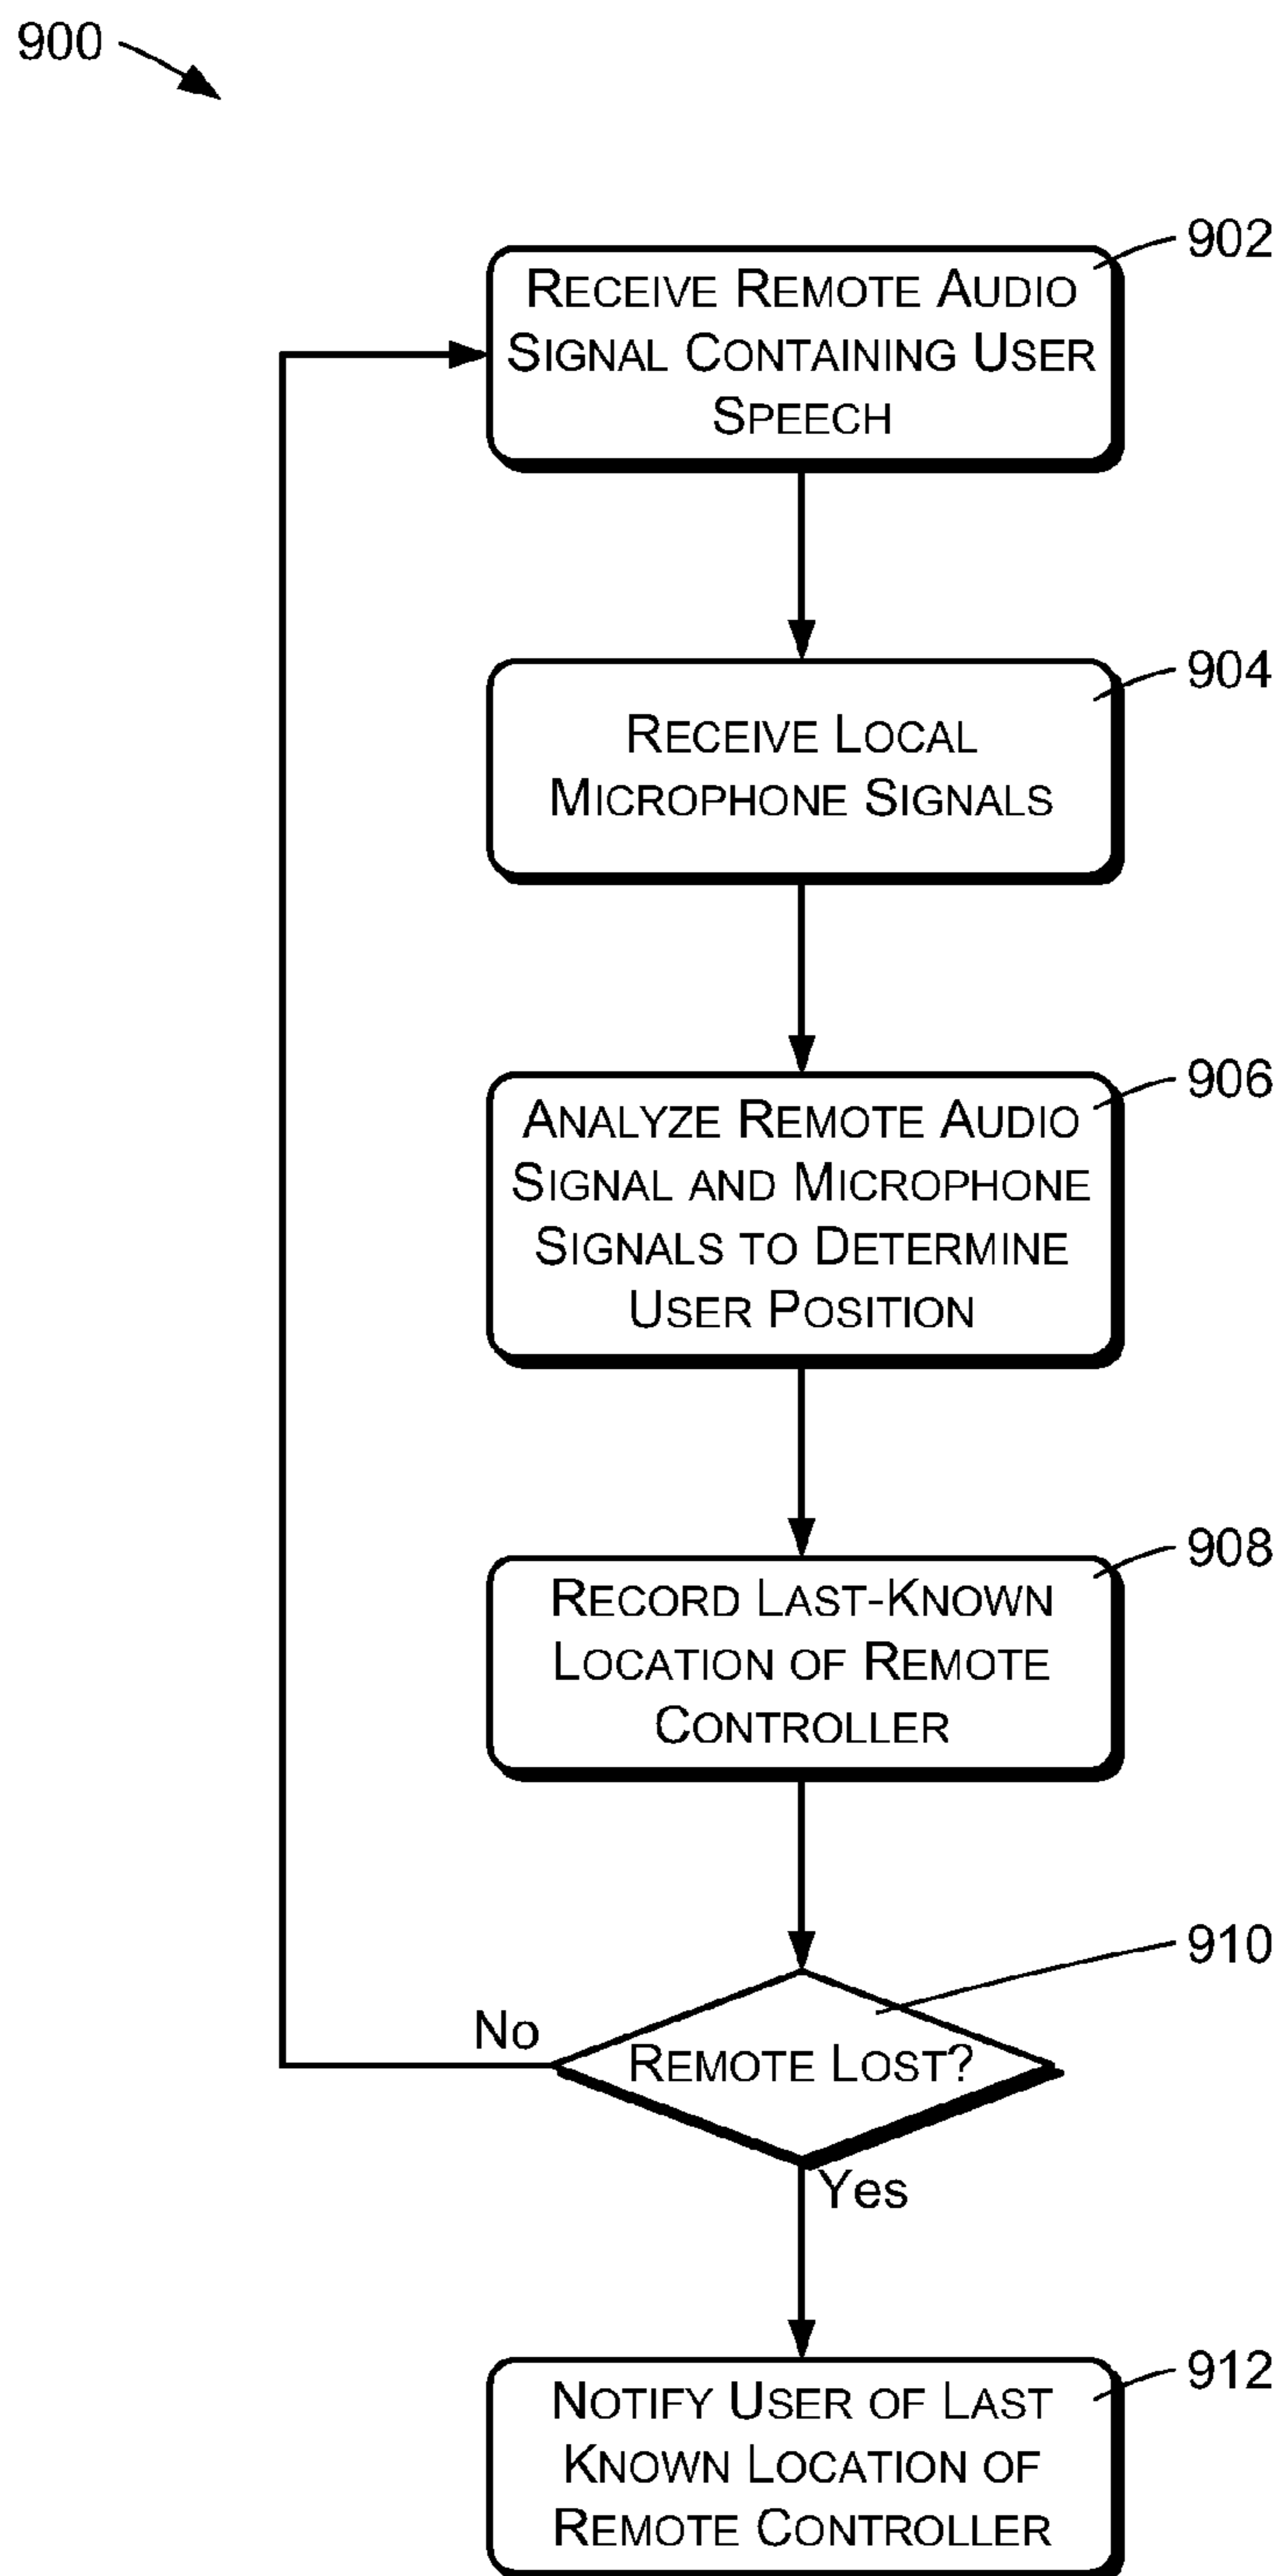 900
902
RECEIVE REMOTE AUDIO
SIGNAL CONTAINING USER
SPEECH
904
RECEIVE LOCAL
MICROPHONE SIGNALS
906
ANALYZE REMOTE AUDIO
SIGNAL AND MICROPHONE
SIGNALS TO DETERMINE
USER POSITION
908
RECORD LAST-KNOWN
LOCATION OF REMOTE
CONTROLLER
910
No
REMOTE LOST?
Yes
912
NOTIFY USER OF LAST
KNOWN LOCATION OF
REMOTE CONTROLLER